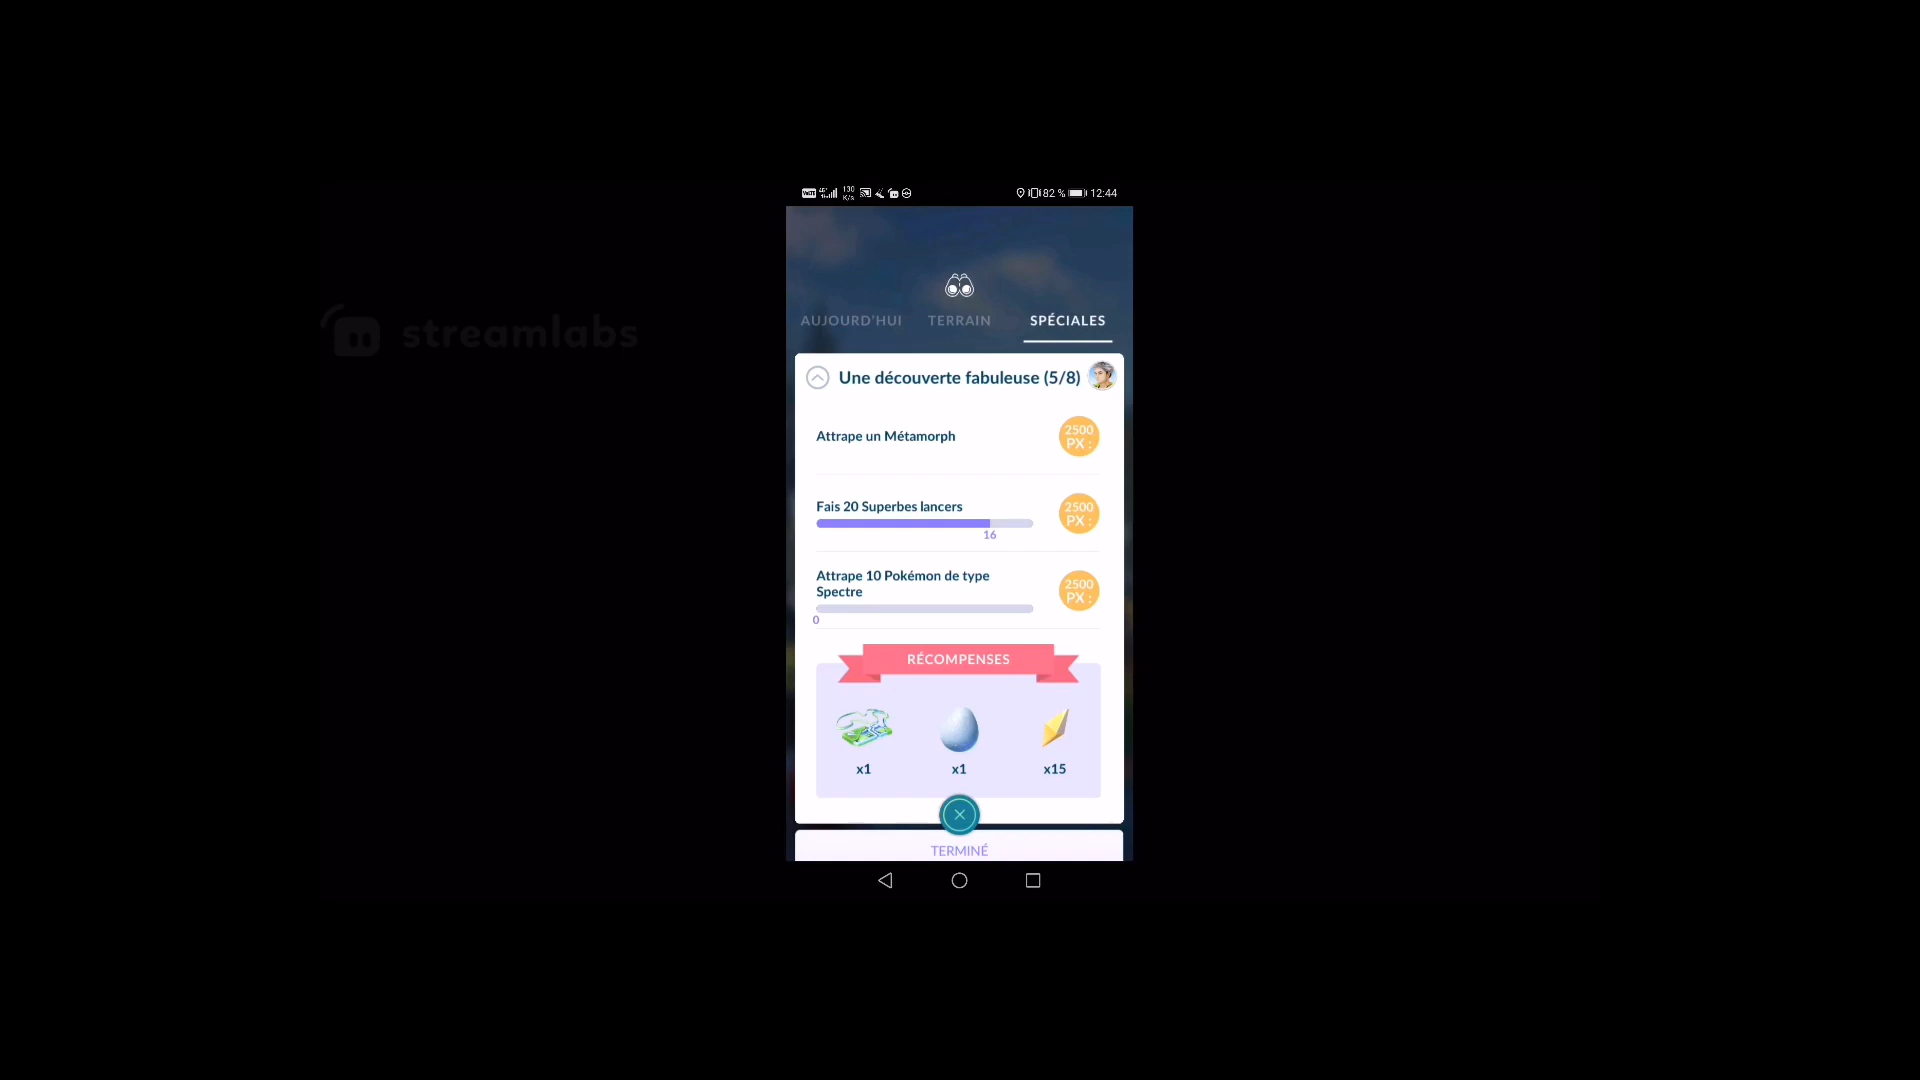 VoLTE
130
K/s
82 %
12:44
streamlabs
AUJOURD'HUI
TERRAIN
SPÉCIALES
Une découverte fabuleuse (5/8)
Attrape un Métamorph
2500
PX :
Fais 20 Superbes lancers
16
2500
PX :
Attrape 10 Pokémon de type
Spectre
0
2500
PX :
RÉCOMPENSES
x1
x1
x15
TERMINÉ